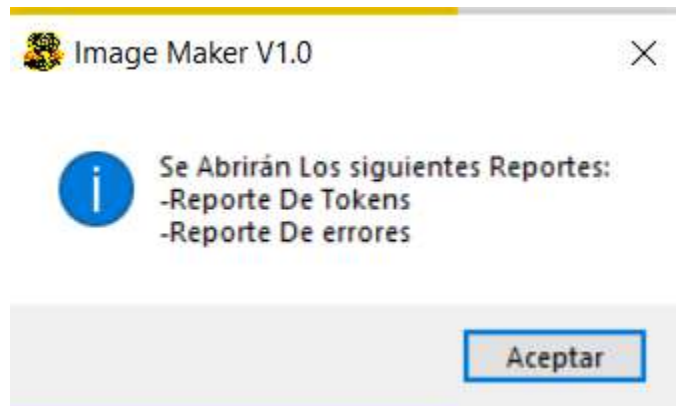 Image Maker V1.0
Se Abrirán Los siguientes Reportes:
-Reporte De Tokens
-Reporte De errores
Aceptar